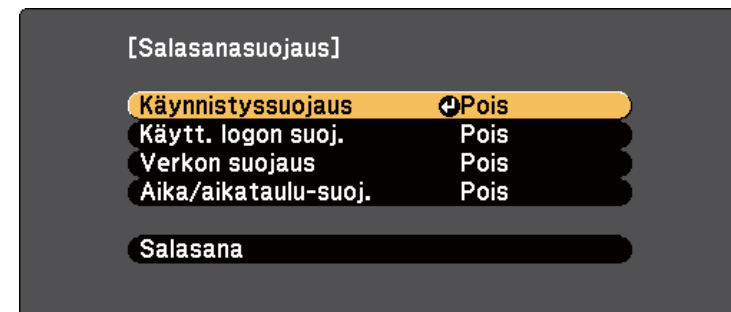 [Salasanasuojaus]
Käynnistyssuojaus Pois
Käytt. logon suoj. Pois
Verkon suojaus Pois
Aika/aikataulu-suoj. Pois
Salasana